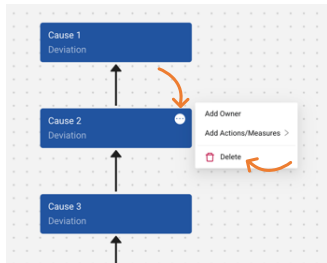 Cause 1
Deviation
Cause 2
Deviation
Add Owner
Add Actions/Measures >
Delete
Cause 3
Deviation